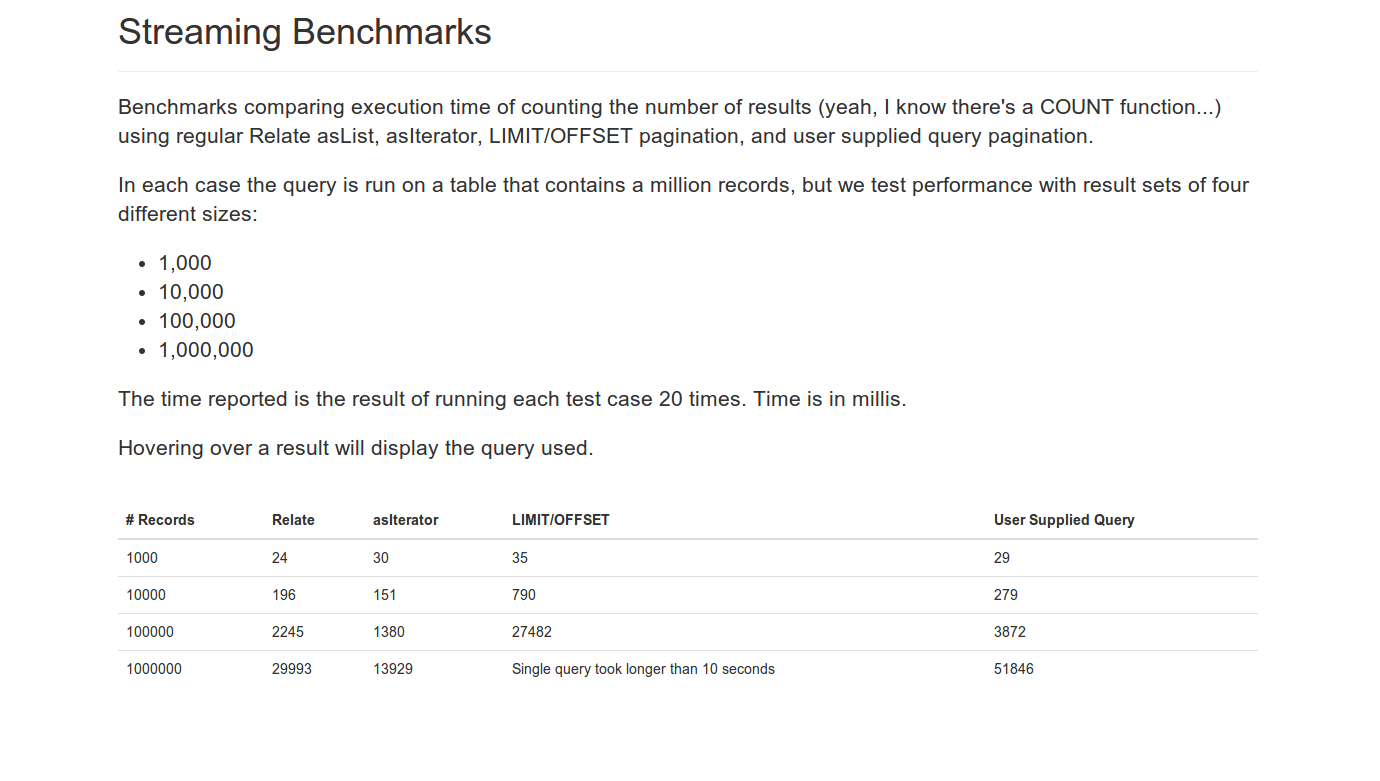 Streaming Benchmarks
Benchmarks comparing execution time of counting the number of results (yeah, I know there's a COUNT function...)
using regular Relate asList, asIterator, LIMIT/OFFSET pagination, and user supplied query pagination.
In each case the query is run on a table that contains a million records, but we test performance with result sets of four
different sizes:
• 1,000
• 10,000
• 100,000
• 1,000,000
The time reported is the result of running each test case 20 times. Time is in millis.
Hovering over a result will display the query used.
# Records Relate asIterator LIMIT/OFFSET User Supplied Query
1000 24 30 35 29
10000 196 151 790 279
100000 2245 1380 27482 3872
1000000 29993 13929 Single query took longer than 10 seconds 51846